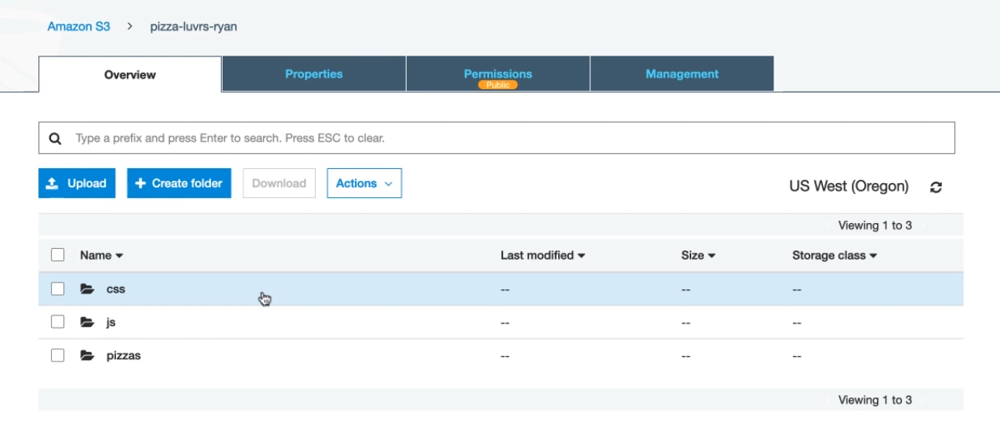 Amazon S3 > pizza-luvrs-ryan
Overview Properties Permissions Management
Public
Type a prefix and press Enter to search. Press ESC to clear.
Upload + Create folder Download Actions
US West (Oregon)
Viewing 1 to 3
Name Last modified Size Storage class
css -- -- --
js -- -- --
pizzas -- -- --
Viewing 1 to 3